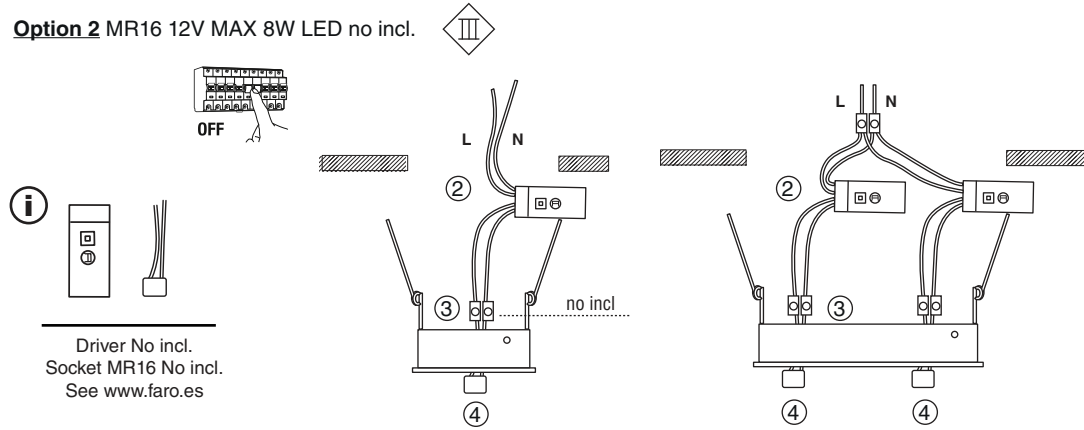 Option 2 MR16 12V MAX 8W LED no incl.
III
OFF
L N
L N
2
2
i
3
no incl
3
Driver No incl.
Socket MR16 No incl.
See www.faro.es
4
4
4